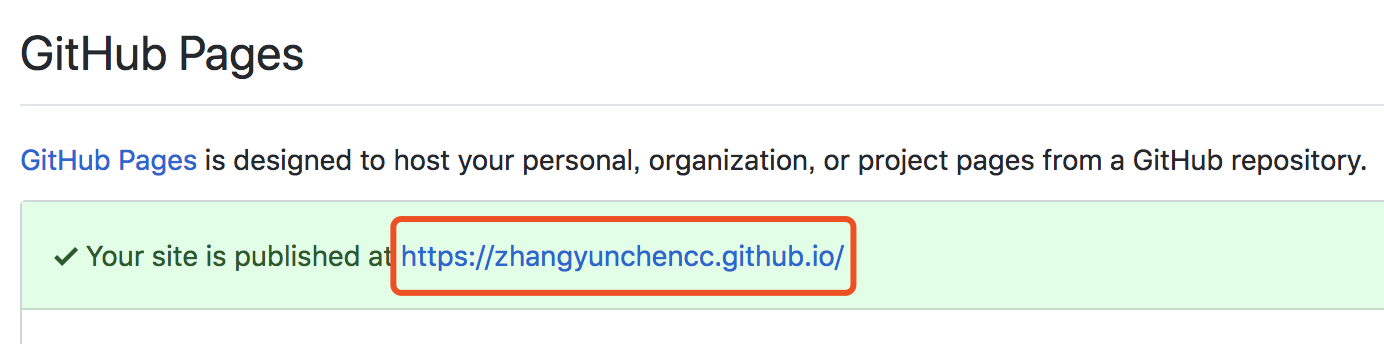 GitHub Pages
GitHub Pages is designed to host your personal, organization, or project pages from a GitHub repository.
✓ Your site is published at https://zhangyunchencc.github.io/